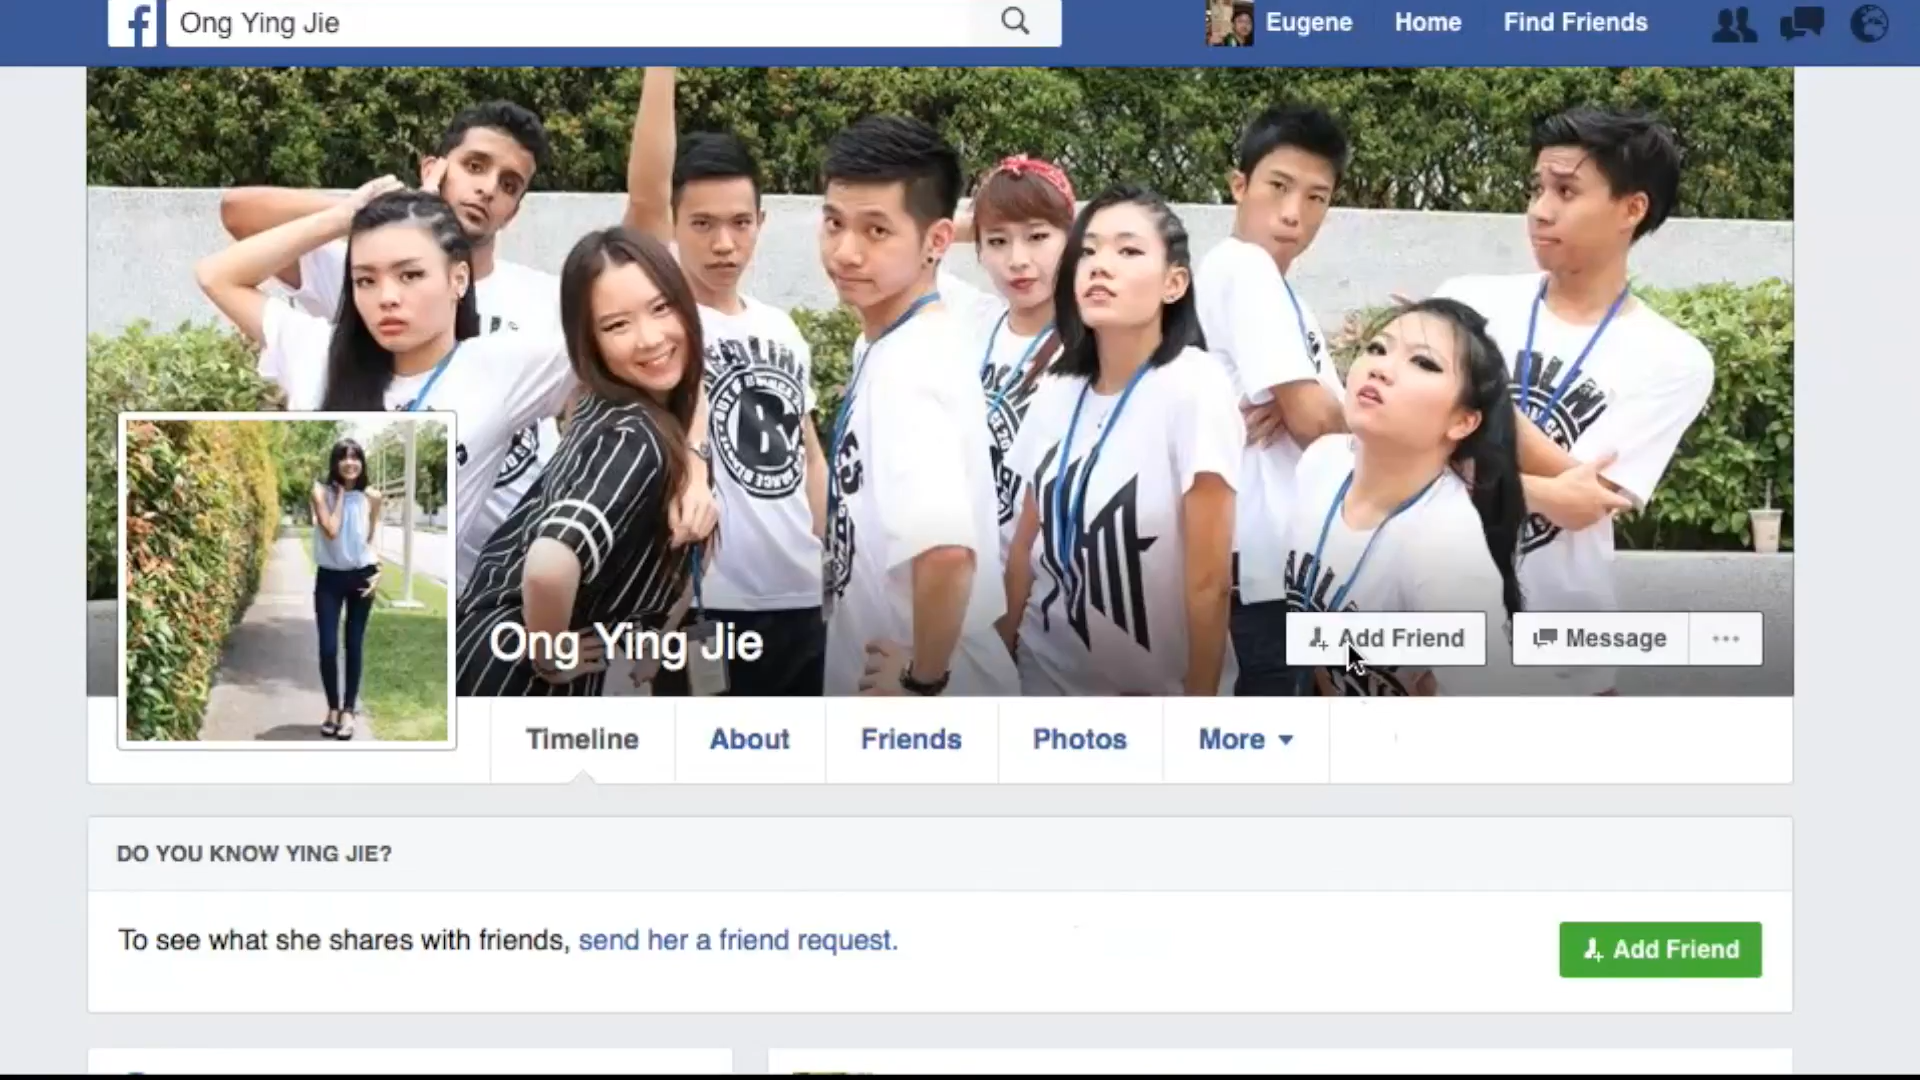 Ong Ying Jie
Eugene Home Find Friends
Ong Ying Jie
Add Friend
Message
Timeline About Friends Photos More
DO YOU KNOW YING JIE?
To see what she shares with friends, send her a friend request.
Add Friend